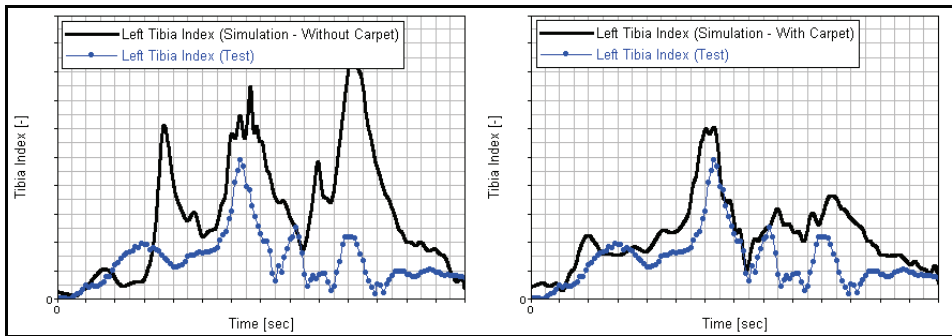 Left Tibia Index (Simulation - Without Carpet)
Left Tibia Index (Test)
Tibia Index [-]
0
0
Time [sec]
Left Tibia Index (Simulation - With Carpet)
Left Tibia Index (Test)
Tibia Index [-]
0
0
Time [sec]